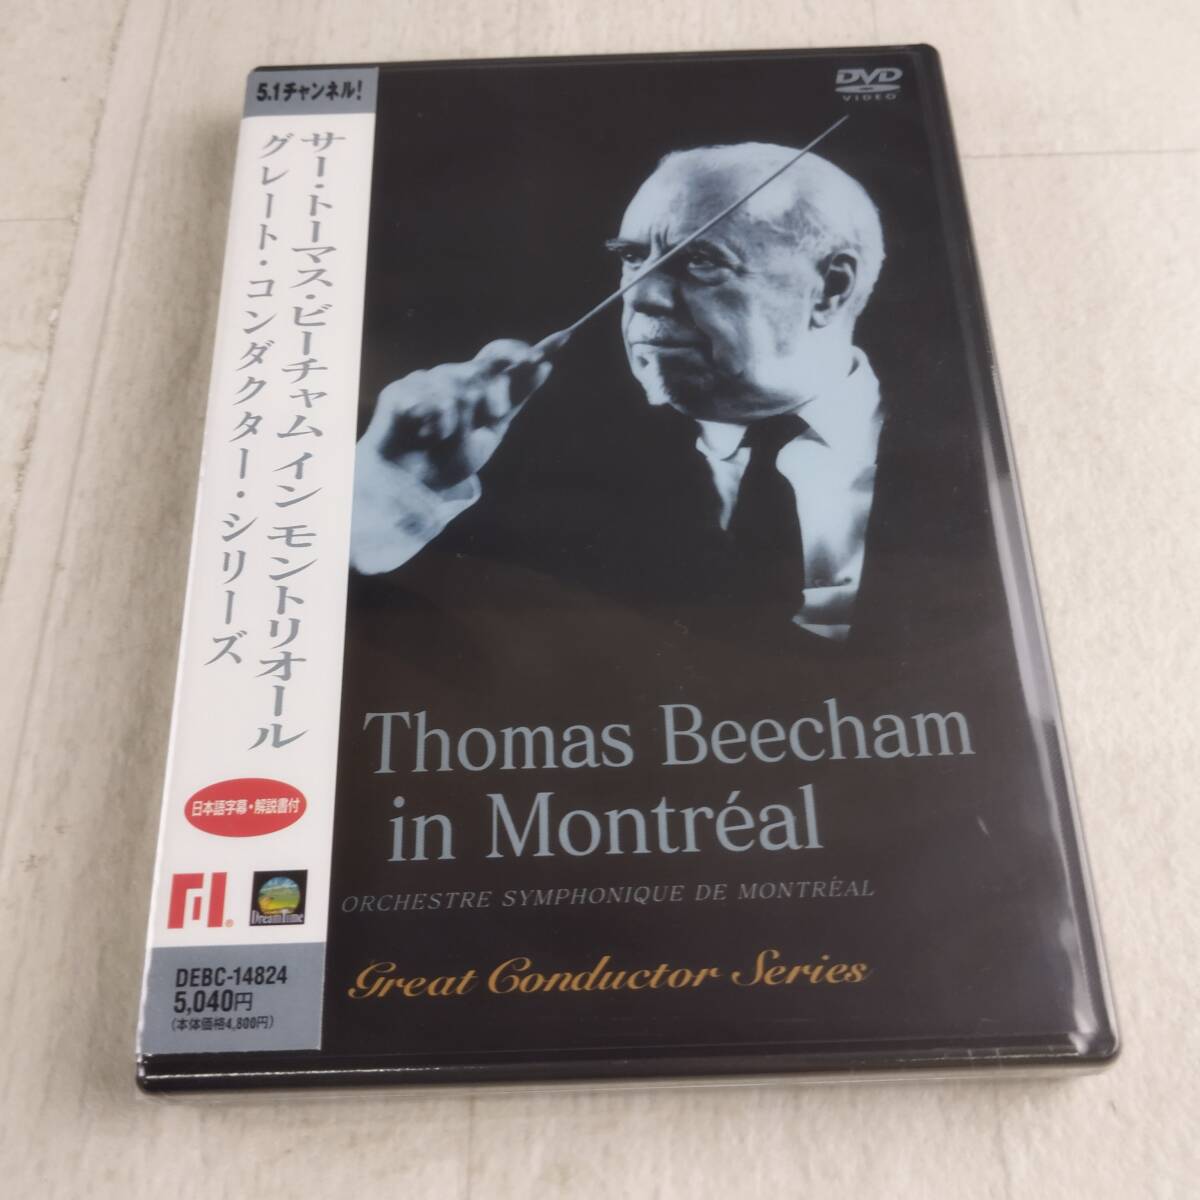 5.1チャンネル!
サー・トーマス・ビーチャム イン モントリオール
グレート・コンダクター・シリーズ
日本語字幕・解説書付
DreamTime
DEBC-14824
5,040円
(本体価格4,800円)
DVD
VIDEO
Thomas Beecham
in Montréal
ORCHESTRE SYMPHONIQUE DE MONTRÉAL
Great Conductor Series